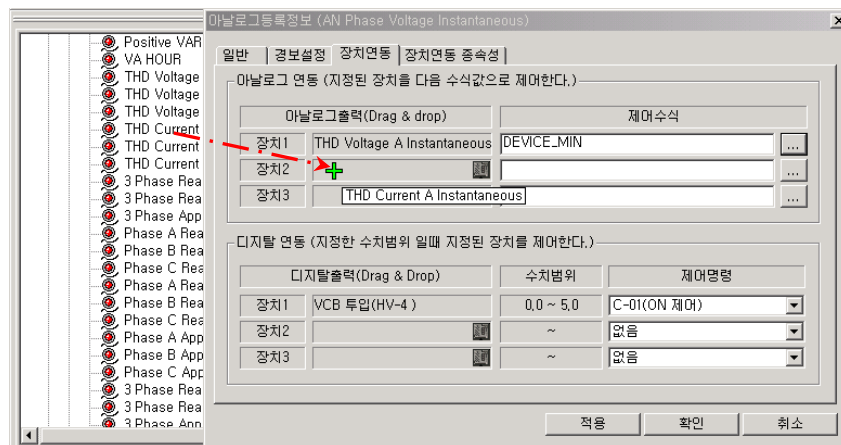 아날로그등록정보 (AN Phase Voltage Instantaneous)
Positive VAR
VA HOUR
THD Voltage
THD Voltage
THD Voltage
THD Current
THD Current
THD Current
3 Phase Rea
3 Phase Rea
3 Phase App
Phase A Rea
Phase B Rea
Phase C Rea
Phase A Rea
Phase B Rea
Phase C Rea
Phase A App
Phase B App
Phase C App
3 Phase Rea
3 Phase Rea
3 Phase App
일반 경보설정 장치연동 장치연동 종속성
아날로그 연동 (지정된 장치를 다음 수식값으로 제어한다.)
아날로그출력(Drag & drop) 제어수식
장치1 THD Voltage A Instantaneous DEVICE_MIN ...
장치2 ...
장치3 ...
THD Current A Instantaneous
디지탈 연동 (지정한 수치범위 일때 지정된 장치를 제어한다.)
디지탈출력(Drag & Drop) 수치범위 제어명령
장치1 VCB 투입(HV-4 ) 0.0 ~ 5.0 C-01(ON 제어)
장치2 ~ 없음
장치3 ~ 없음
적용 확인 취소